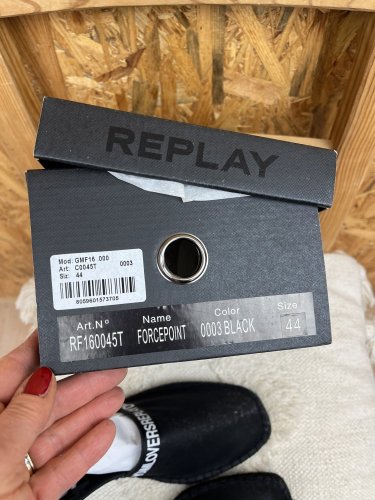 REPLAY
Mod: GMF16 .000
Art: C0045T 0003
Siz: 44
8059601573705
Art.Nº Name Color Size
RF160045T FORCEPOINT 0003 BLACK 44